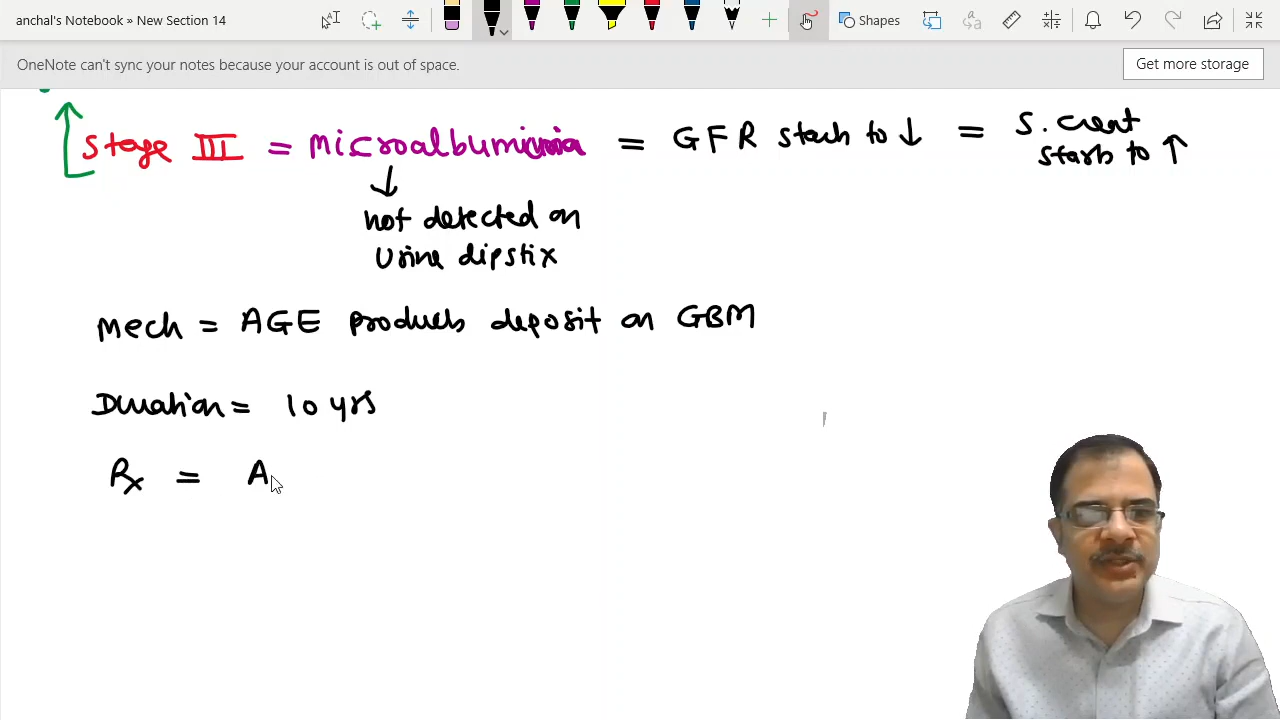 anchal's Notebook » New Section 14
Shapes
OneNote can't sync your notes because your account is out of space.
Get more storage
Stage III = microalbuminuria = GFR starts to ↓ = S. creat starts to ↑
↓
not detected on
Urine dipstix
Mech = AGE products deposit on GBM
Duration = 10 yrs
Rx = A